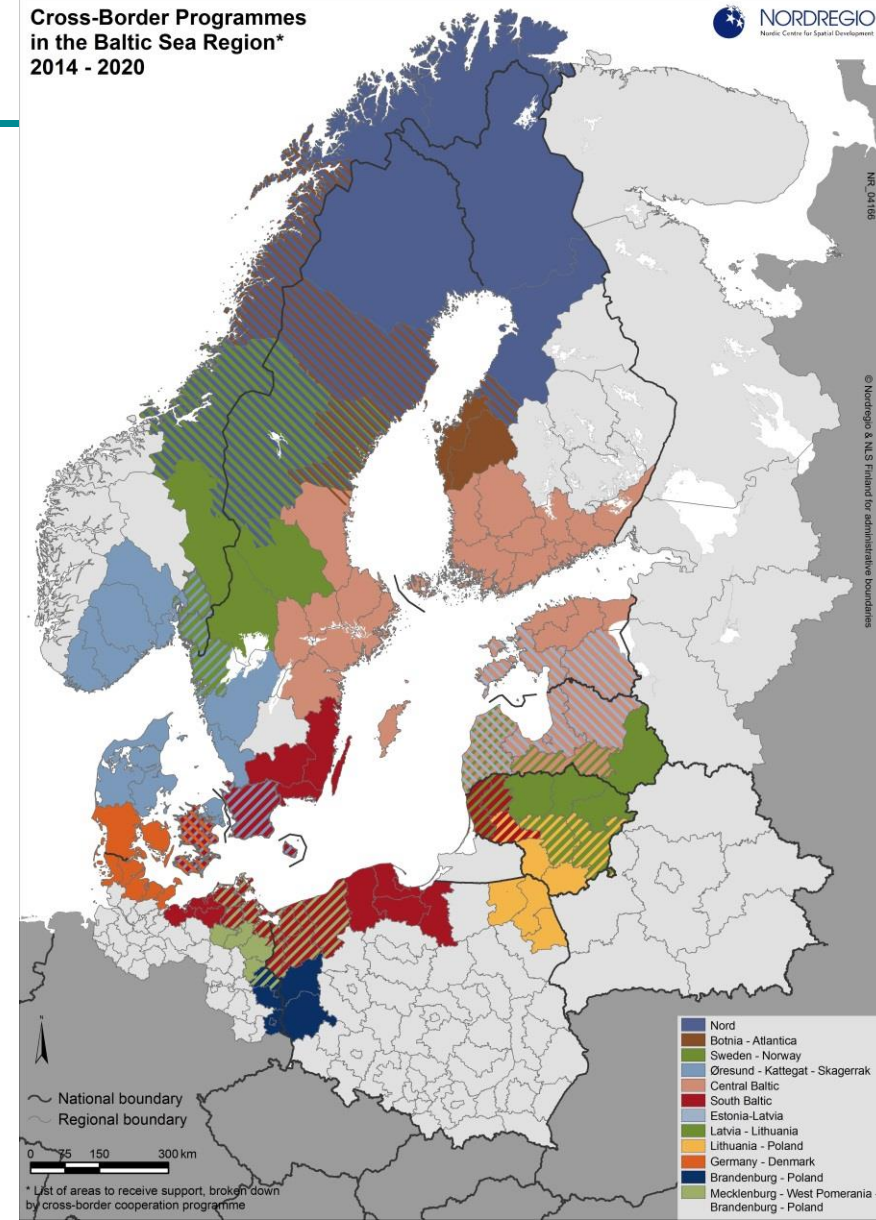 Cross-Border Programmes
in the Baltic Sea Region*
2014 - 2020
NORDREGIO
Nordic Centre for Spatial Development
NR_04166
© Nordregio & NLS Finland for administrative boundaries
Nord
Botnia - Atlantica
Sweden - Norway
Øresund - Kattegat - Skagerrak
Central Baltic
South Baltic
Estonia-Latvia
Latvia - Lithuania
Lithuania - Poland
Germany - Denmark
Brandenburg - Poland
Mecklenburg - West Pomerania -
Brandenburg - Poland
National boundary
Regional boundary
0 75 150 300 km
* List of areas to receive support, broken down
by cross-border cooperation programme